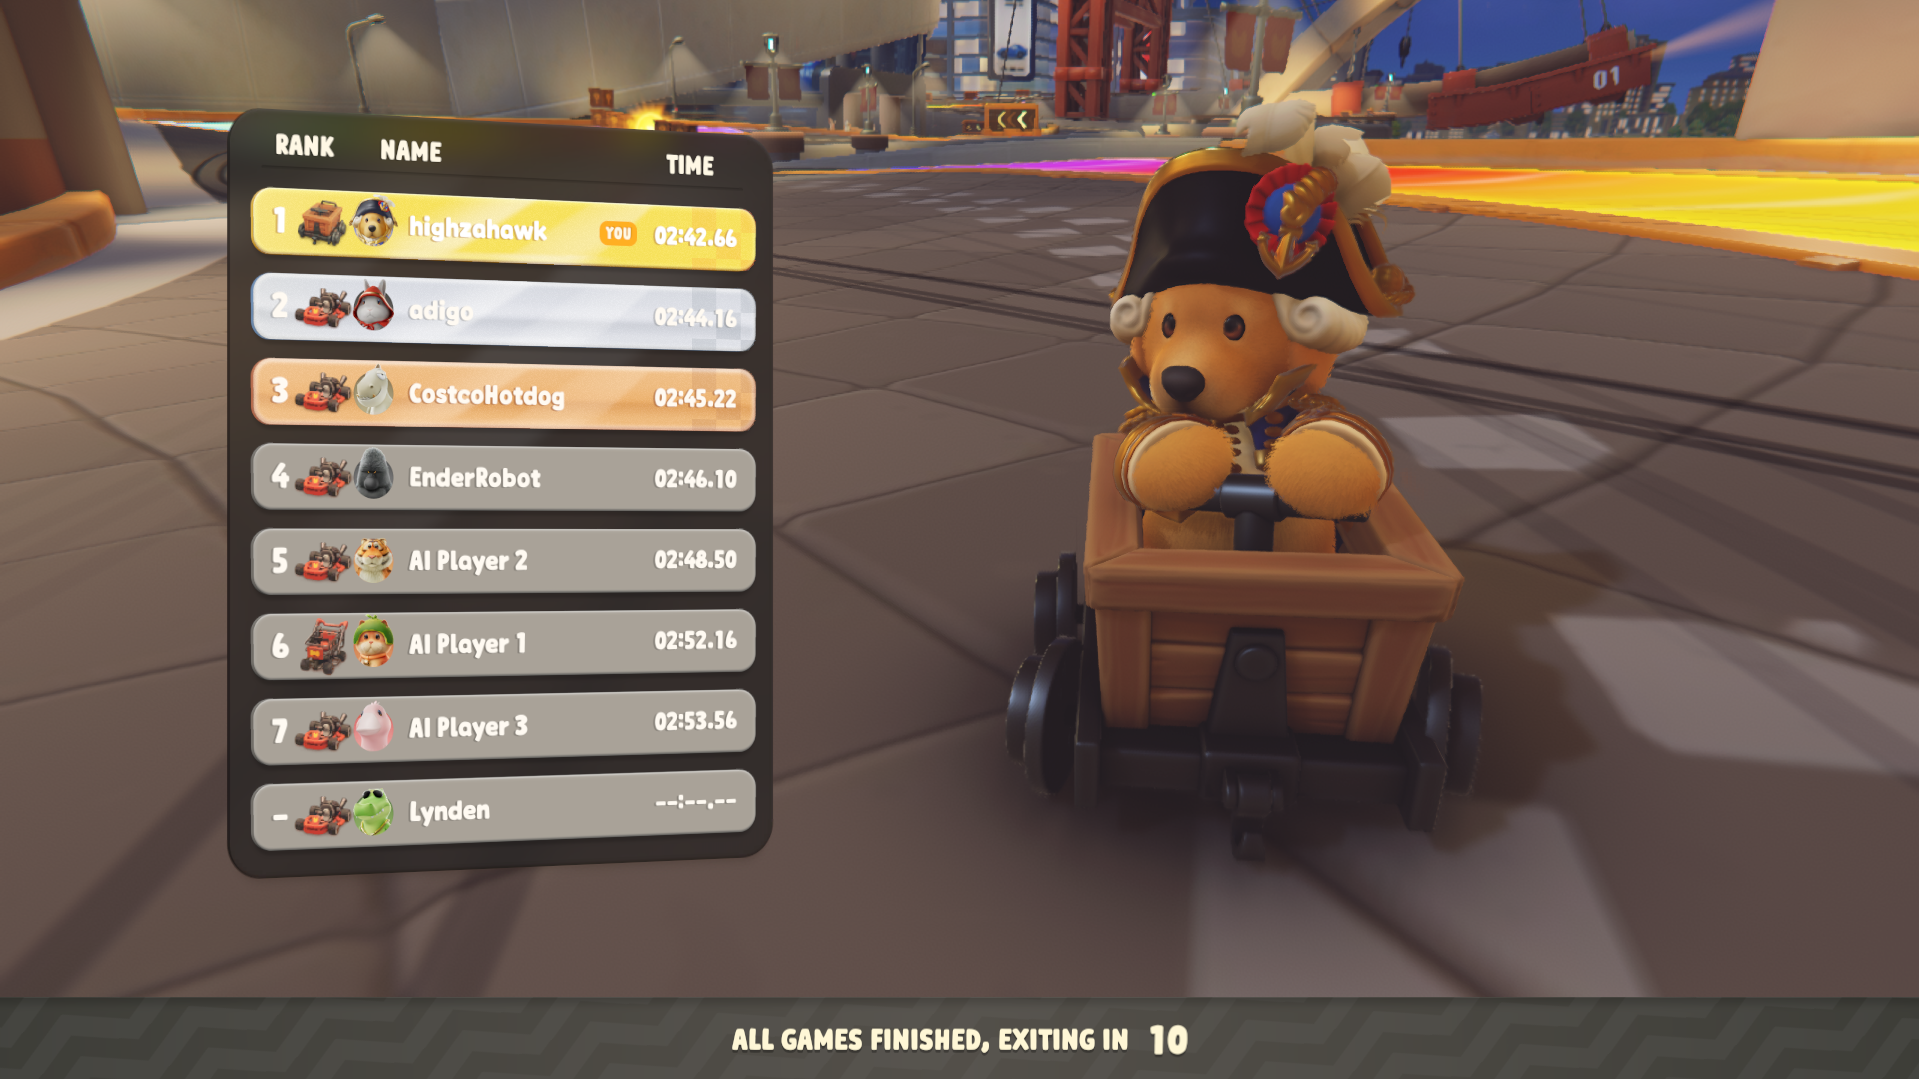 RANK NAME TIME
1 highzahawk YOU 02:42.66
2 adigo 02:44.16
3 CostcoHotdog 02:45.22
4 EnderRobot 02:46.10
5 AI Player 2 02:48.50
6 AI Player 1 02:52.16
7 AI Player 3 02:53.56
- Lynden --:--.--
01
ALL GAMES FINISHED, EXITING IN 10